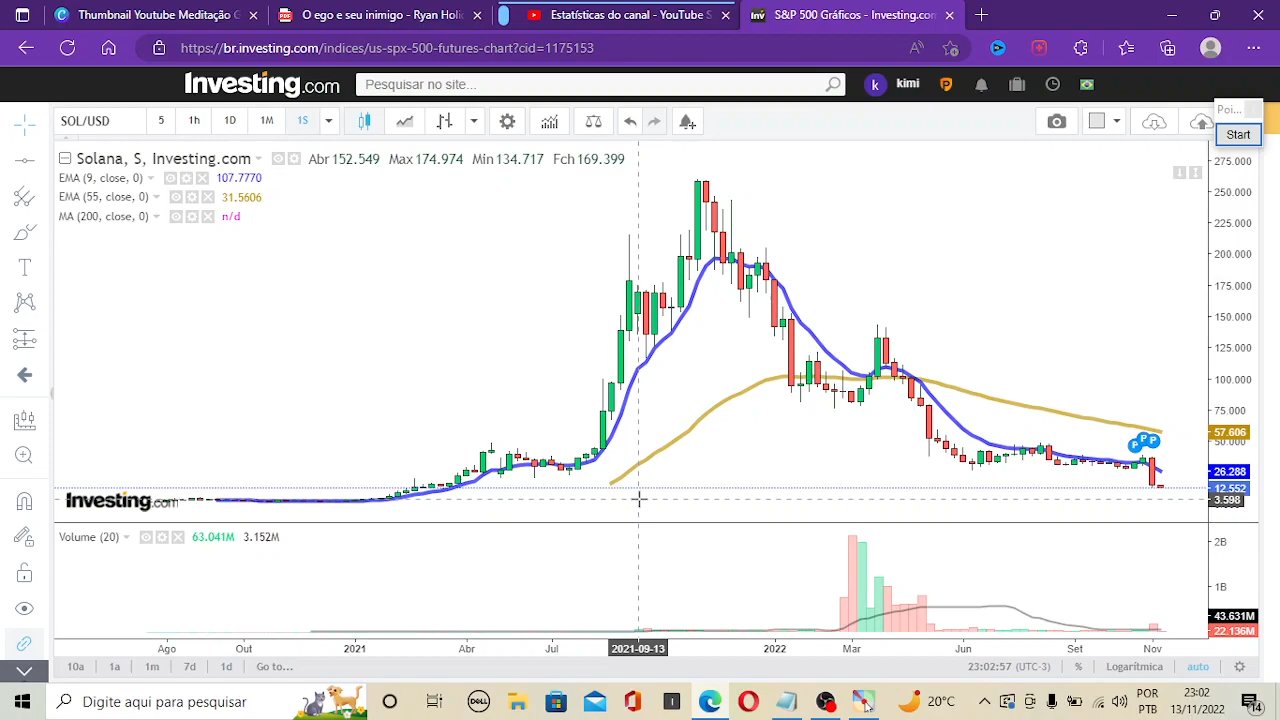 Youtube Thumbnail Meditação G
O ego é seu inimigo - Ryan Holic
Estatísticas do canal - YouTube S
S&P 500 Gráficos - Investing.com
https://br.investing.com/indices/us-spx-500-futures-chart?cid=1175153
Investing.com
Pesquisar no site...
kimi
SOL/USD 5 1h 1D 1M 1S
Poi...
Start
Solana, S, Investing.com Abr 152.549 Max 174.974 Min 134.717 Fch 169.399
EMA (9, close, 0) 107.7770
EMA (55, close, 0) 31.5606
MA (200, close, 0) n/d
275.000
250.000
225.000
200.000
175.000
150.000
125.000
100.000
75.000
57.606
50.000
26.288
12.552
3.598
P P P
Investing.com
Volume (20) 63.041M 3.152M
2B
1B
43.631M
22.136M
Ago Out 2021 Abr Jul 2021-09-13 2022 Mar Jun Set Nov
10a 1a 1m 7d 1d Go to... 23:02:57 (UTC-3) % Logarítmica auto
Digite aqui para pesquisar
DELL
20°C
POR
PTB
23:02
13/11/2022
14